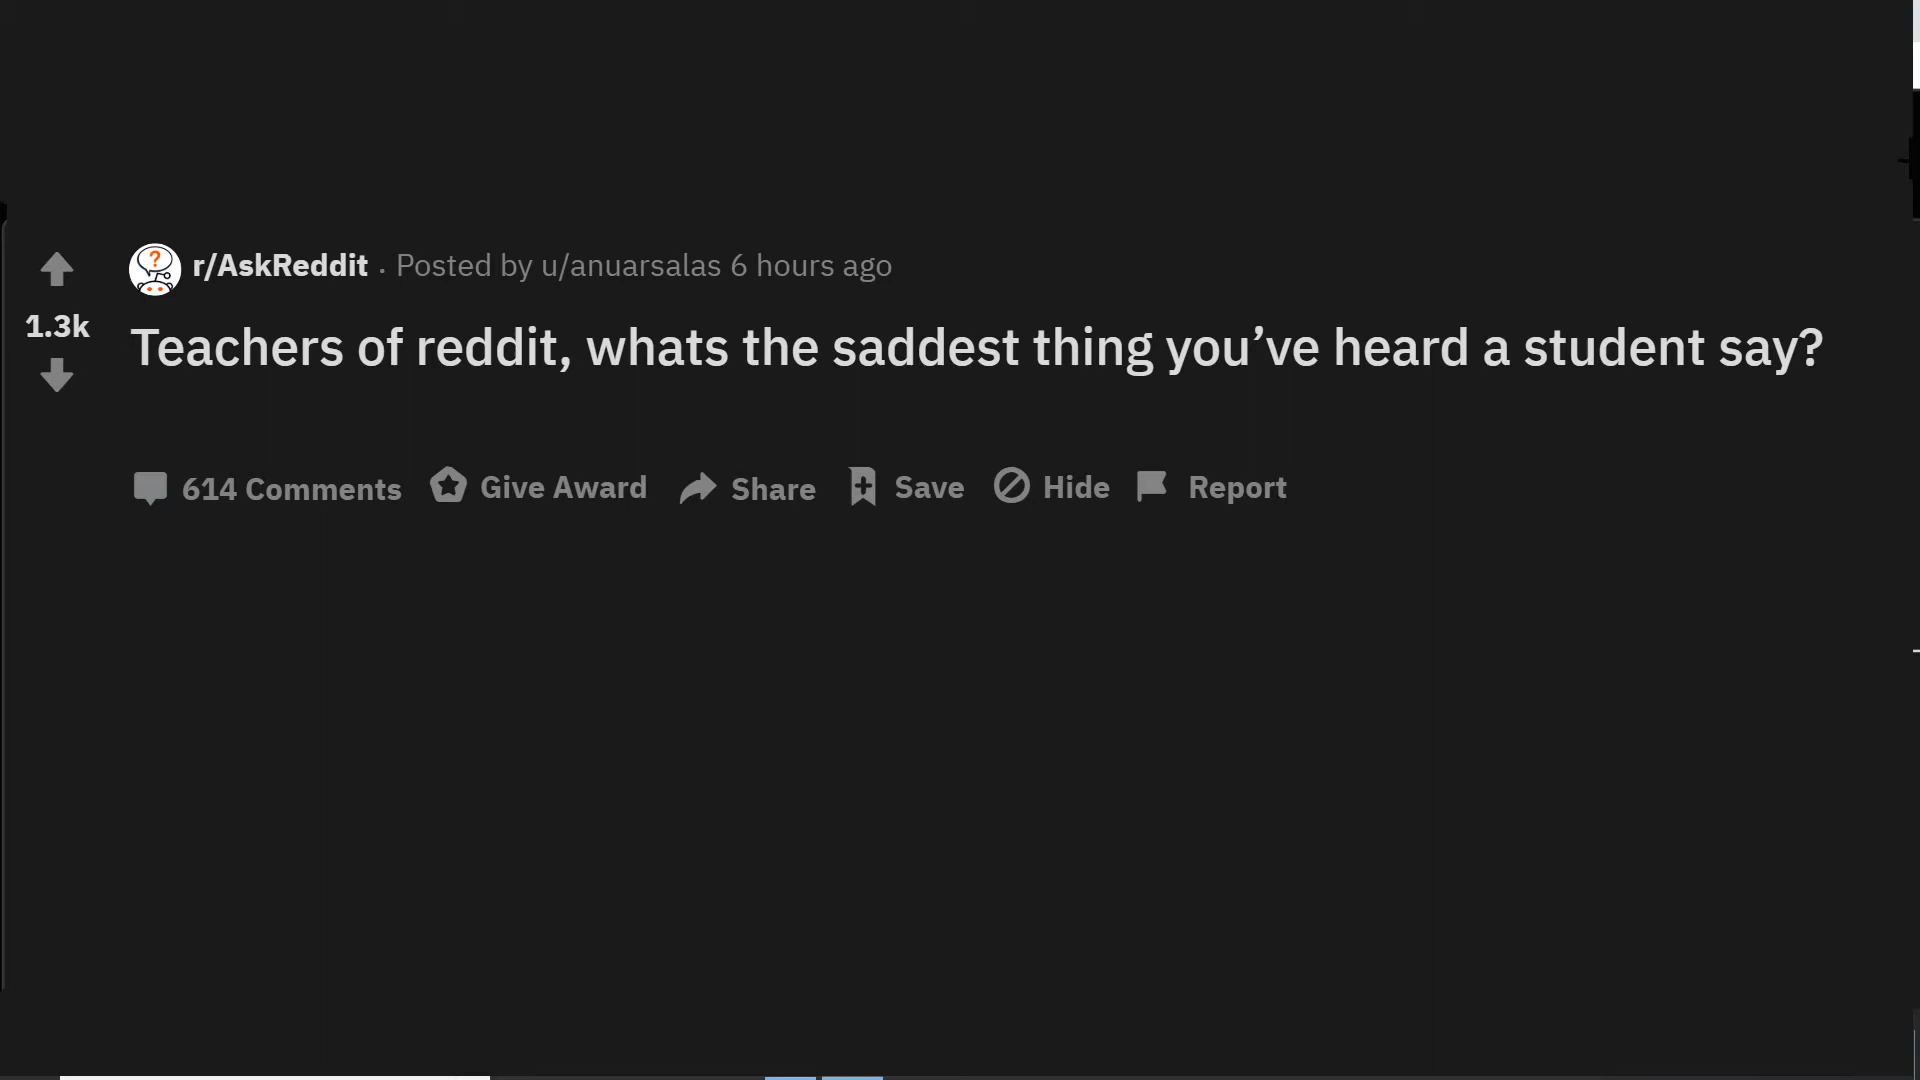 r/AskReddit . Posted by u/anuarsalas 6 hours ago
1.3k
Teachers of reddit, whats the saddest thing you’ve heard a student say?
614 Comments Give Award Share Save Hide Report